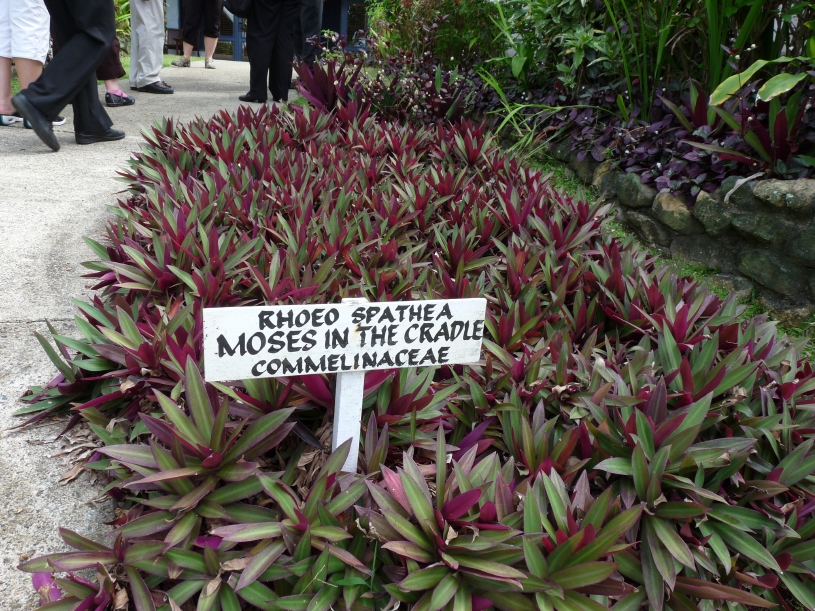 RHOEO SPATHEA
MOSES IN THE CRADLE
COMMELINACEAE